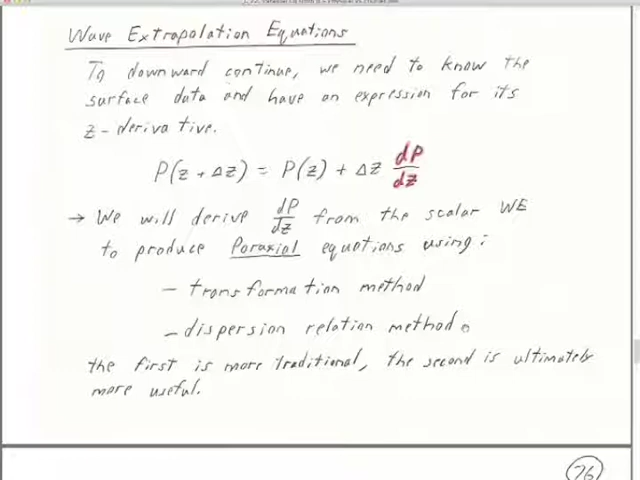 Wave Extrapolation Equations
To downward continue, we need to know the
surface data and have an expression for its
z-derivative.
P(z + Δz) = P(z) + Δz dP/dz
→ We will derive dP/dz from the scalar WE
to produce Paraxial equations using:
- transformation method
- dispersion relation method.
the first is more traditional, the second is ultimately
more useful.
76